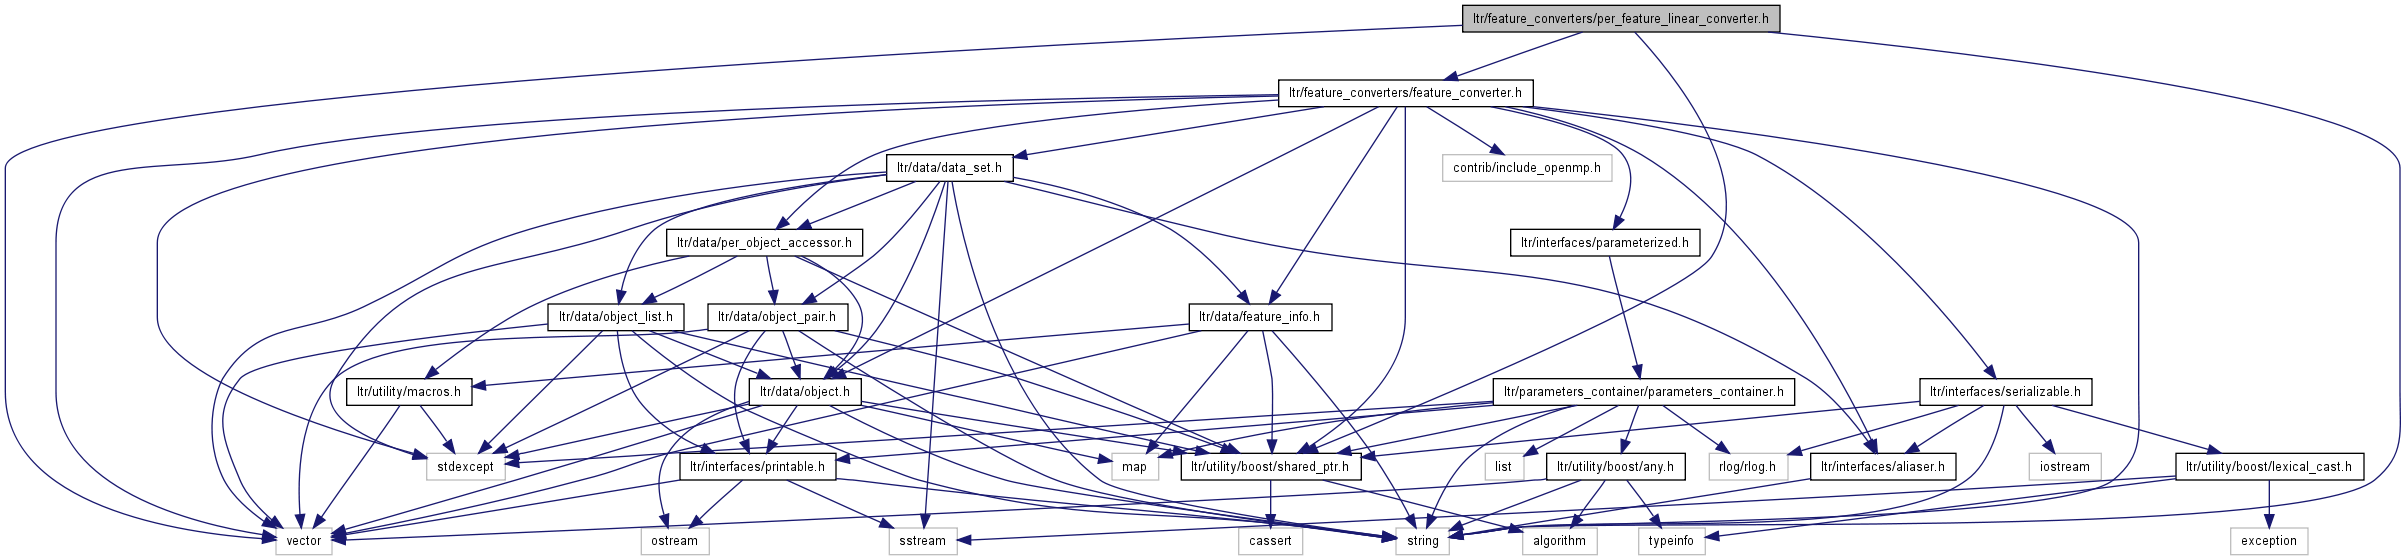 ltr/feature_converters/per_feature_linear_converter.h
ltr/feature_converters/feature_converter.h
ltr/data/data_set.h
contrib/include_openmp.h
ltr/data/per_object_accessor.h
ltr/interfaces/parameterized.h
ltr/data/object_list.h
ltr/data/object_pair.h
ltr/data/feature_info.h
ltr/utility/macros.h
ltr/data/object.h
ltr/parameters_container/parameters_container.h
ltr/interfaces/serializable.h
stdexcept
ltr/interfaces/printable.h
map
ltr/utility/boost/shared_ptr.h
list
ltr/utility/boost/any.h
rlog/rlog.h
ltr/interfaces/aliaser.h
iostream
ltr/utility/boost/lexical_cast.h
vector
ostream
sstream
cassert
string
algorithm
typeinfo
exception